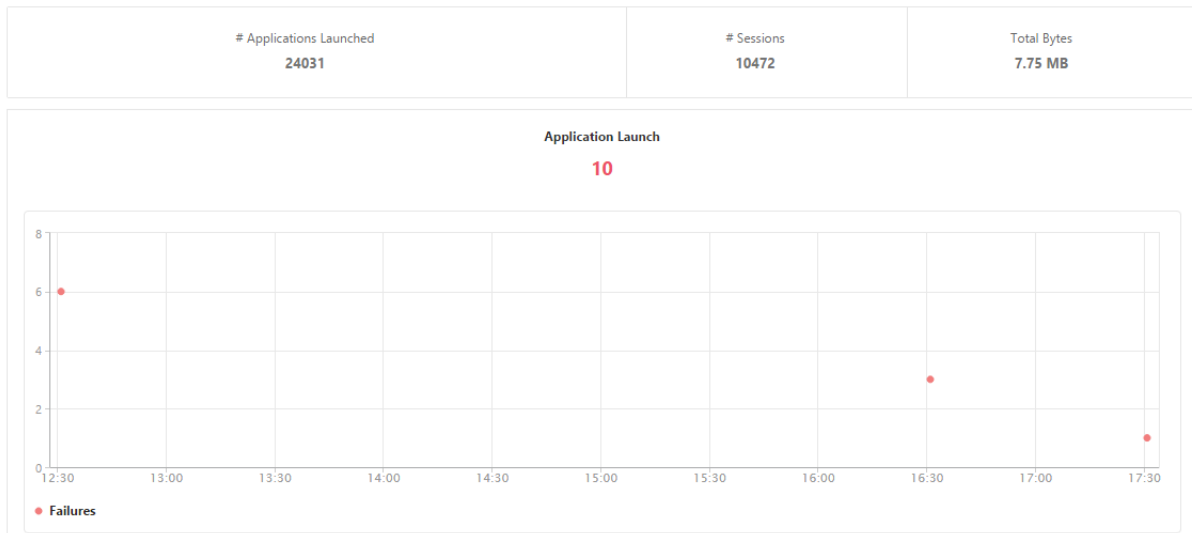 # Applications Launched
24031
# Sessions
10472
Total Bytes
7.75 MB
Application Launch
10
8
6
4
2
0
12:30 13:00 13:30 14:00 14:30 15:00 15:30 16:00 16:30 17:00 17:30
Failures